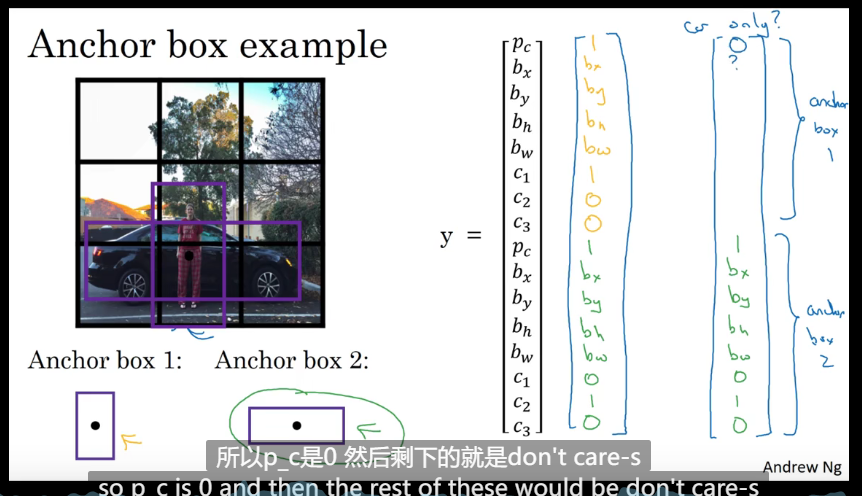 Anchor box example
car only?
y =
p_c 1 0
b_x bx ?
b_y by
b_h bh
b_w bw
c_1 1
c_2 0
c_3 0
p_c 1 1
b_x bx bx
b_y by by
b_h bh bh
b_w bw bw
c_1 0 0
c_2 1 1
c_3 0 0
anchor
box
1
anchor
box
2
Anchor box 1: Anchor box 2:
所以p_c是0 然后剩下的就是don't care-s
so p_c is 0 and then the rest of these would be don't care-s
Andrew Ng